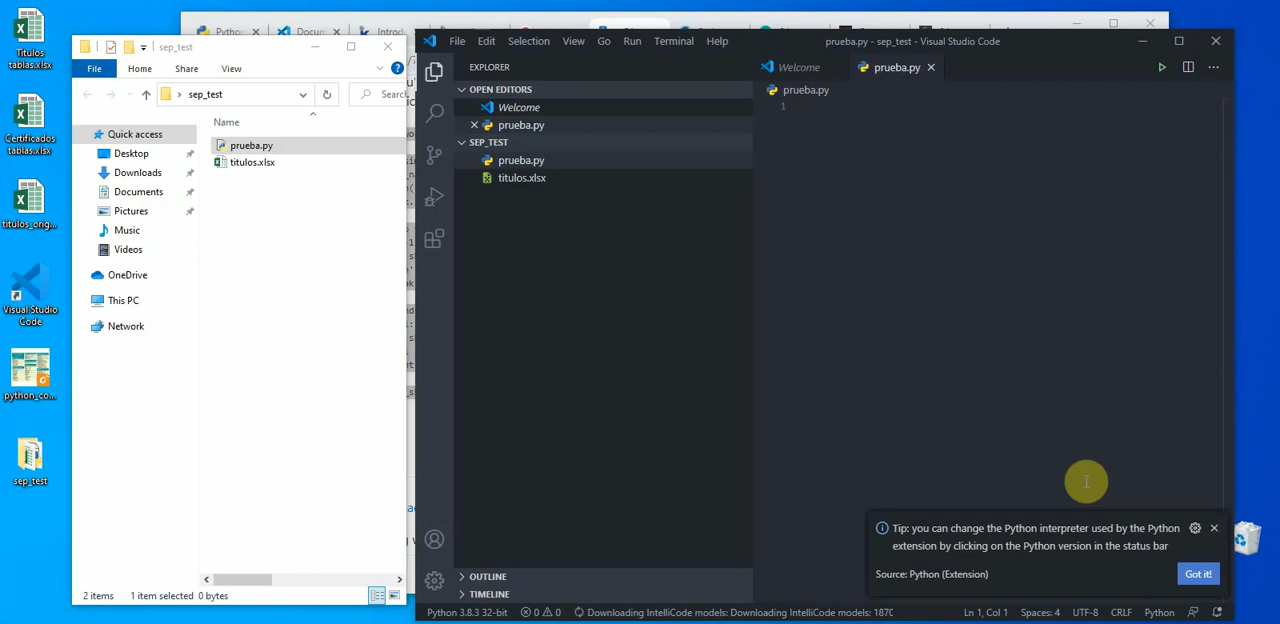 Titulos
tablas.xlsx
Certificados
tablas.xlsx
titulos_orig...
Visual Studio
Code
python_co...
sep_test
sep_test
File
Home
Share
View
sep_test
Searc
Name
Quick access
Desktop
Downloads
Documents
Pictures
Music
Videos
OneDrive
This PC
Network
prueba.py
titulos.xlsx
2 items
1 item selected 0 bytes
File Edit Selection View Go Run Terminal Help
prueba.py - sep_test - Visual Studio Code
EXPLORER
OPEN EDITORS
Welcome
prueba.py
SEP_TEST
prueba.py
titulos.xlsx
OUTLINE
TIMELINE
Welcome
prueba.py
prueba.py
1
Tip: you can change the Python interpreter used by the Python
extension by clicking on the Python version in the status bar
Source: Python (Extension)
Got it!
Python 3.8.3 32-bit
0
0
Downloading IntelliCode models: Downloading IntelliCode models: 1870
Ln 1, Col 1
Spaces: 4
UTF-8
CRLF
Python